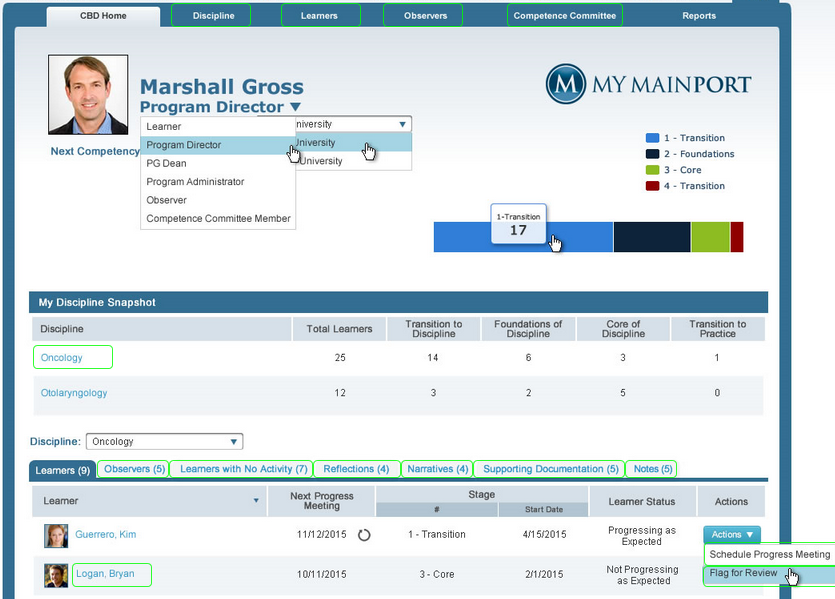 CBD Home Discipline Learners Observers Competence Committee Reports
Marshall Gross
Program Director
M MY MAINPORT
Next Competency
Learner
Program Director
PG Dean
Program Administrator
Observer
Competence Committee Member
University
University
1 - Transition
2 - Foundations
3 - Core
4 - Transition
1-Transition
17
My Discipline Snapshot
Discipline Total Learners Transition to Discipline Foundations of Discipline Core of Discipline Transition to Practice
Oncology 25 14 6 3 1
Otolaryngology 12 3 2 5 0
Discipline: Oncology
Learners (9) Observers (5) Learners with No Activity (7) Reflections (4) Narratives (4) Supporting Documentation (5) Notes (5)
Learner Next Progress Meeting Stage # Start Date Learner Status Actions
Guerrero, Kim 11/12/2015 1 - Transition 4/15/2015 Progressing as Expected Actions
Schedule Progress Meeting
Logan, Bryan 10/11/2015 3 - Core 2/1/2015 Not Progressing as Expected Flag for Review